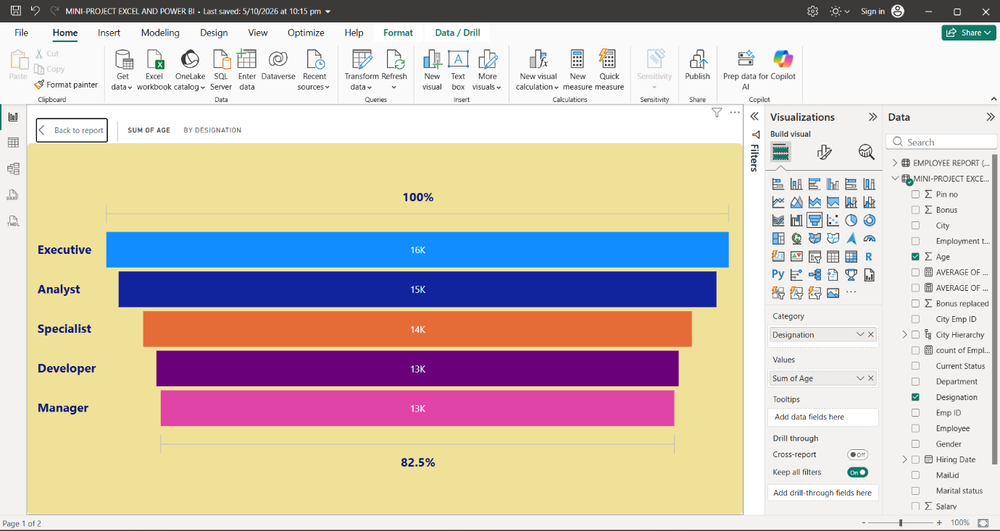 MINI-PROJECT EXCEL AND POWER BI • Last saved: 5/10/2026 at 10:15 pm
Sign in
File Home Insert Modeling Design View Optimize Help Format Data / Drill
Share
Paste
Cut
Copy
Format painter
Clipboard
Get data
Excel workbook
OneLake catalog
SQL Server
Enter data
Dataverse
Recent sources
Data
Transform data
Refresh
Queries
New visual
Text box
More visuals
Insert
New visual calculation
New measure
Quick measure
Calculations
Sensitivity
Sensitivity
Publish
Share
Prep data for AI
Copilot
Copilot
DAX
TMDL
Back to report
SUM OF AGE
BY DESIGNATION
100%
Executive 16K
Analyst 15K
Specialist 14K
Developer 13K
Manager 13K
82.5%
Filters
Visualizations
Build visual
123
R
Py
Category
Designation
Values
Sum of Age
Tooltips
Add data fields here
Drill through
Cross-report Off
Keep all filters On
Add drill-through fields here
Data
Search
EMPLOYEE REPORT (...
MINI-PROJECT EXCE...
Pin no
Bonus
City
Employment t...
Age
AVERAGE OF ...
AVERAGE OF ...
Bonus replaced
City Emp ID
City Hierarchy
count of Empl...
Current Status
Department
Designation
Emp ID
Employee
Gender
Hiring Date
Mail.id
Marital status
Salary
Page 1 of 2
- + 100%